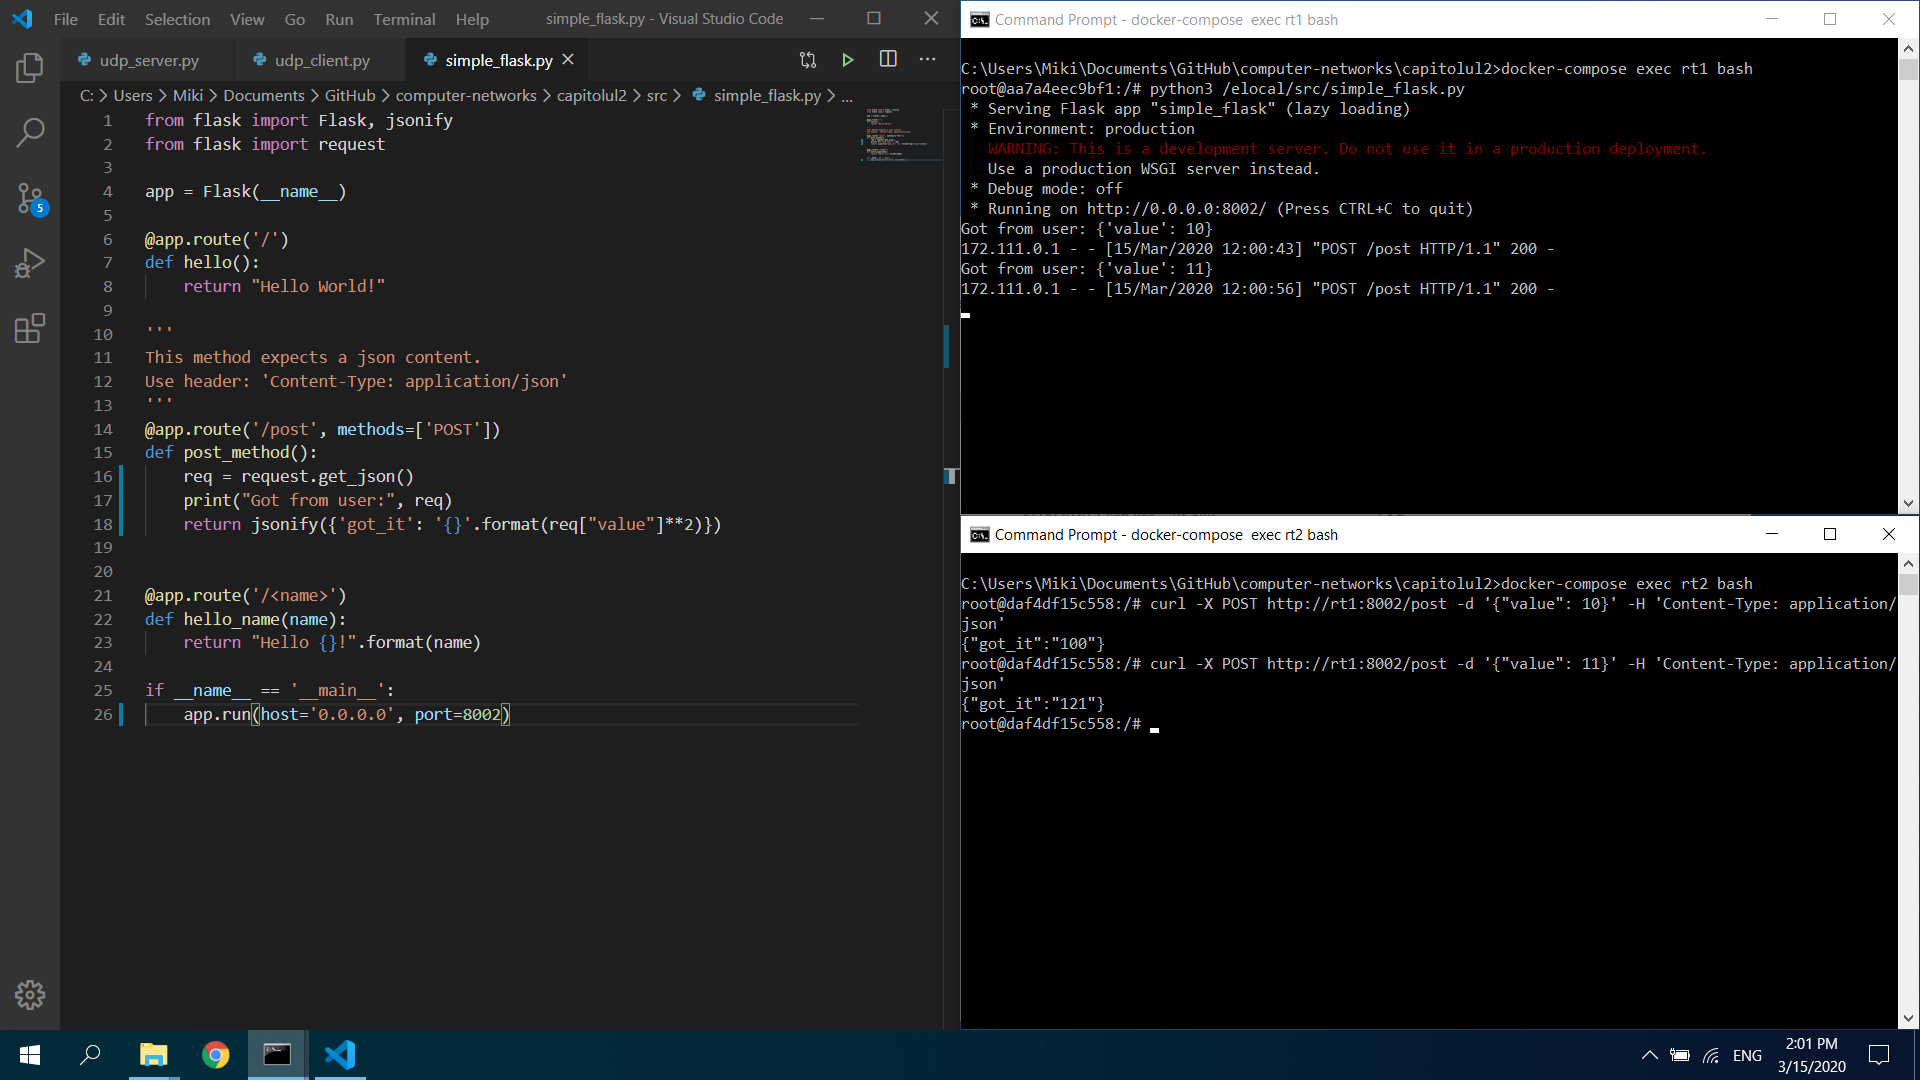 File Edit Selection View Go Run Terminal Help simple_flask.py - Visual Studio Code
udp_server.py udp_client.py simple_flask.py
C: > Users > Miki > Documents > GitHub > computer-networks > capitolul2 > src > simple_flask.py > ...
1 from flask import Flask, jsonify
2 from flask import request
3
4 app = Flask(__name__)
5
6 @app.route('/')
7 def hello():
8 return "Hello World!"
9
10 '''
11 This method expects a json content.
12 Use header: 'Content-Type: application/json'
13 '''
14 @app.route('/post', methods=['POST'])
15 def post_method():
16 req = request.get_json()
17 print("Got from user:", req)
18 return jsonify({'got_it': '{}'.format(req["value"]**2)})
19
20
21 @app.route('/<name>')
22 def hello_name(name):
23 return "Hello {}!".format(name)
24
25 if __name__ == '__main__':
26 app.run(host='0.0.0.0', port=8002)
5
Command Prompt - docker-compose exec rt1 bash
C:\Users\Miki\Documents\GitHub\computer-networks\capitolul2>docker-compose exec rt1 bash
root@aa7a4eec9bf1:/# python3 /elocal/src/simple_flask.py
* Serving Flask app "simple_flask" (lazy loading)
* Environment: production
WARNING: This is a development server. Do not use it in a production deployment.
Use a production WSGI server instead.
* Debug mode: off
* Running on http://0.0.0.0:8002/ (Press CTRL+C to quit)
Got from user: {'value': 10}
172.111.0.1 - - [15/Mar/2020 12:00:43] "POST /post HTTP/1.1" 200 -
Got from user: {'value': 11}
172.111.0.1 - - [15/Mar/2020 12:00:56] "POST /post HTTP/1.1" 200 -
Command Prompt - docker-compose exec rt2 bash
C:\Users\Miki\Documents\GitHub\computer-networks\capitolul2>docker-compose exec rt2 bash
root@daf4df15c558:/# curl -X POST http://rt1:8002/post -d '{"value": 10}' -H 'Content-Type: application/
json'
{"got_it":"100"}
root@daf4df15c558:/# curl -X POST http://rt1:8002/post -d '{"value": 11}' -H 'Content-Type: application/
json'
{"got_it":"121"}
root@daf4df15c558:/#
ENG
2:01 PM
3/15/2020